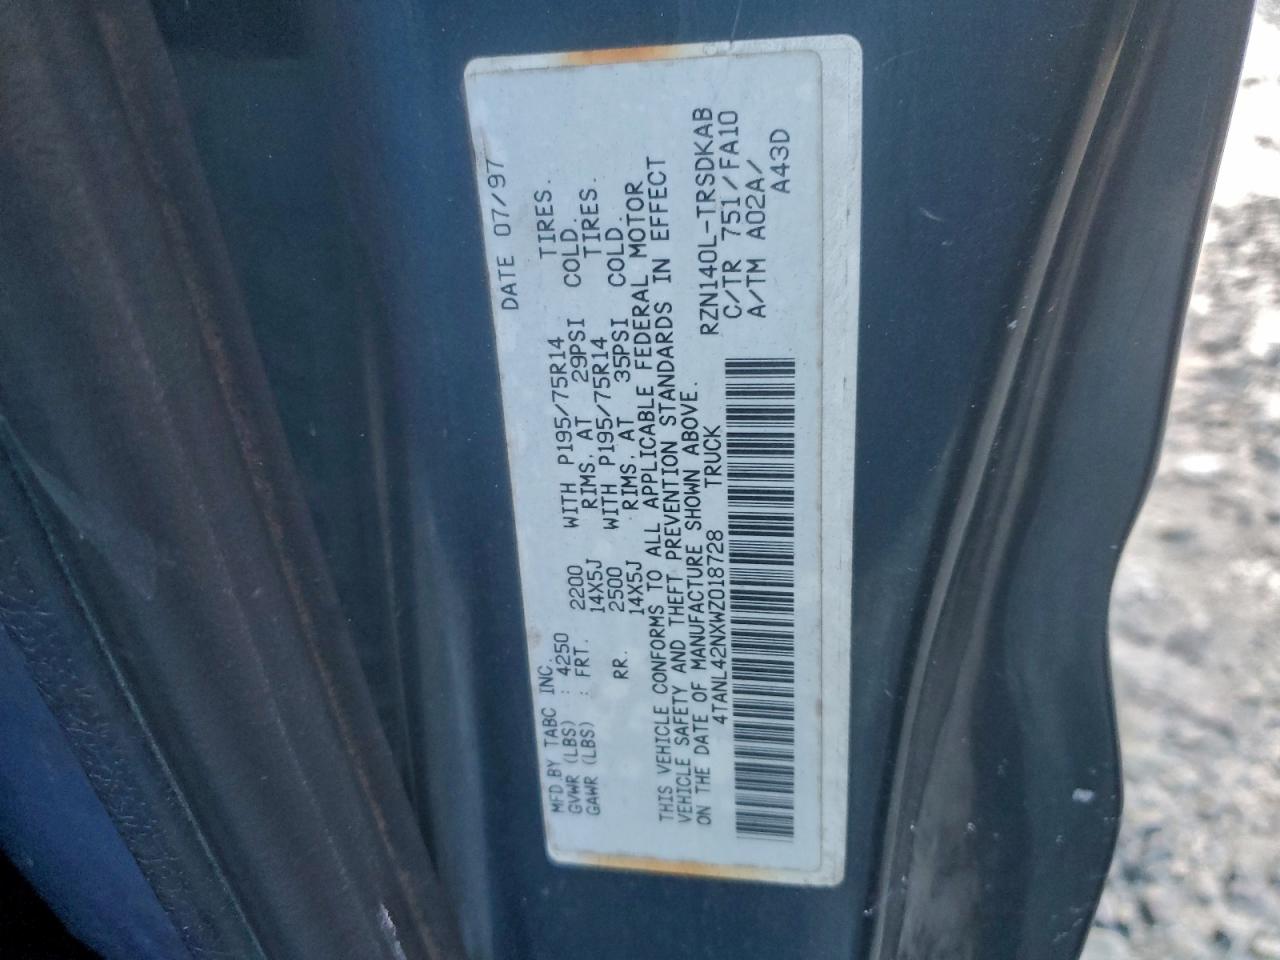 DATE 07/97
MFD.BY TABC INC.
GVWR (LBS) : 4250
GAWR (LBS) : FRT. 2200 WITH P195/75R14 TIRES.
14X5J RIMS, AT 29PSI COLD.
RR. 2500 WITH P195/75R14 TIRES.
14X5J RIMS, AT 35PSI COLD.
THIS VEHICLE CONFORMS TO ALL APPLICABLE FEDERAL MOTOR
VEHICLE SAFETY AND THEFT PREVENTION STANDARDS IN EFFECT
ON THE DATE OF MANUFACTURE SHOWN ABOVE.
4TANL42NXWZ018728 TRUCK
RZN140L-TRSDKAB
C/TR 751/FA10
A/TM A02A/
A43D